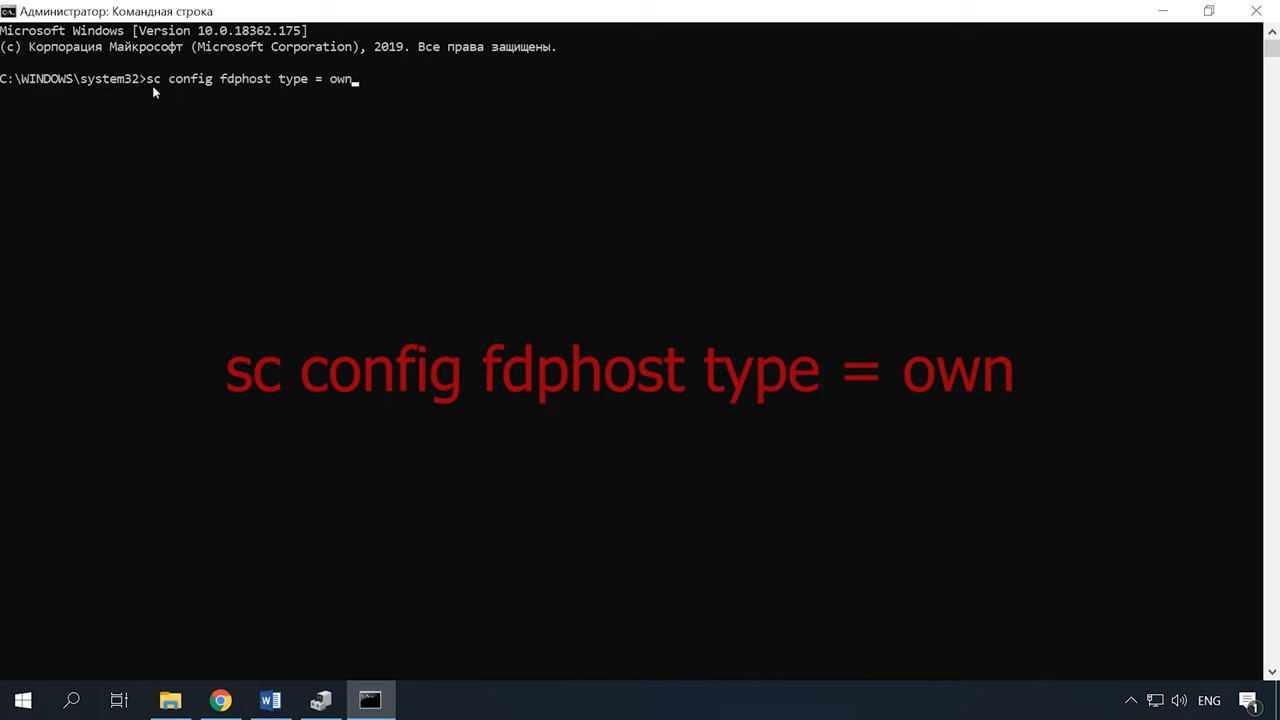 Администратор: Командная строка
Microsoft Windows [Version 10.0.18362.175]
(c) Корпорация Майкрософт (Microsoft Corporation), 2019. Все права защищены.
C:\WINDOWS\system32>sc config fdphost type = own
sc config fdphost type = own
ENG
1